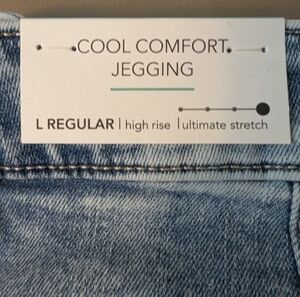 COOL COMFORT
JEGGING
L REGULAR | high rise | ultimate stretch